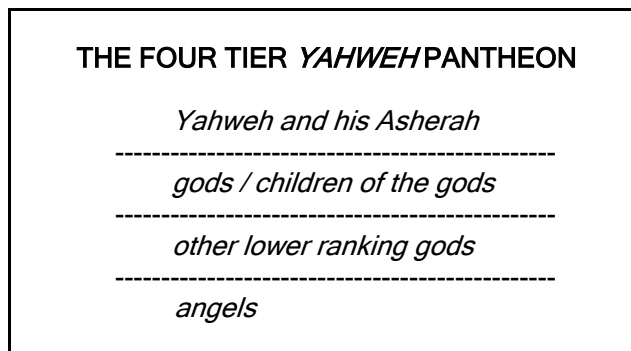 THE FOUR TIER YAHWEH PANTHEON
Yahweh and his Asherah
gods / children of the gods
other lower ranking gods
angels